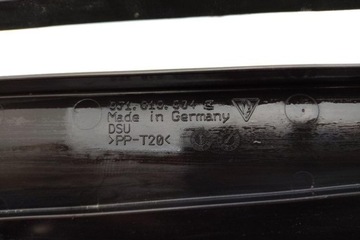 Made in Germany
DSU
>PP-T20<